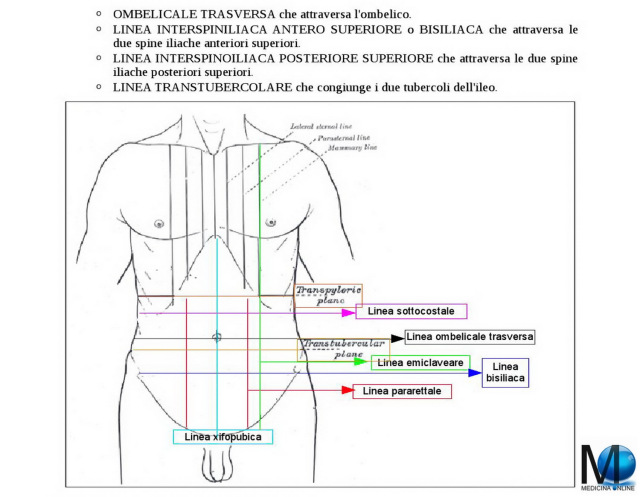 OMBELICALE TRASVERSA che attraversa l'ombelico.
LINEA INTERSPINILIACA ANTERO SUPERIORE o BISILIACA che attraversa le
due spine iliache anteriori superiori.
LINEA INTERSPINOILIACA POSTERIORE SUPERIORE che attraversa le due spine
iliache posteriori superiori.
LINEA TRANSTUBERCOLARE che congiunge i due tubercoli dell'ileo.
Lateral sternal line
Parasternal line
Mammary line
Transpyloric
plane
Linea sottocostale
Linea ombelicale trasversa
Transtubercular
plane
Linea emiclaveare
Linea
bisiliaca
Linea pararettale
Linea xifopubica
M
MEDICINA ONLINE